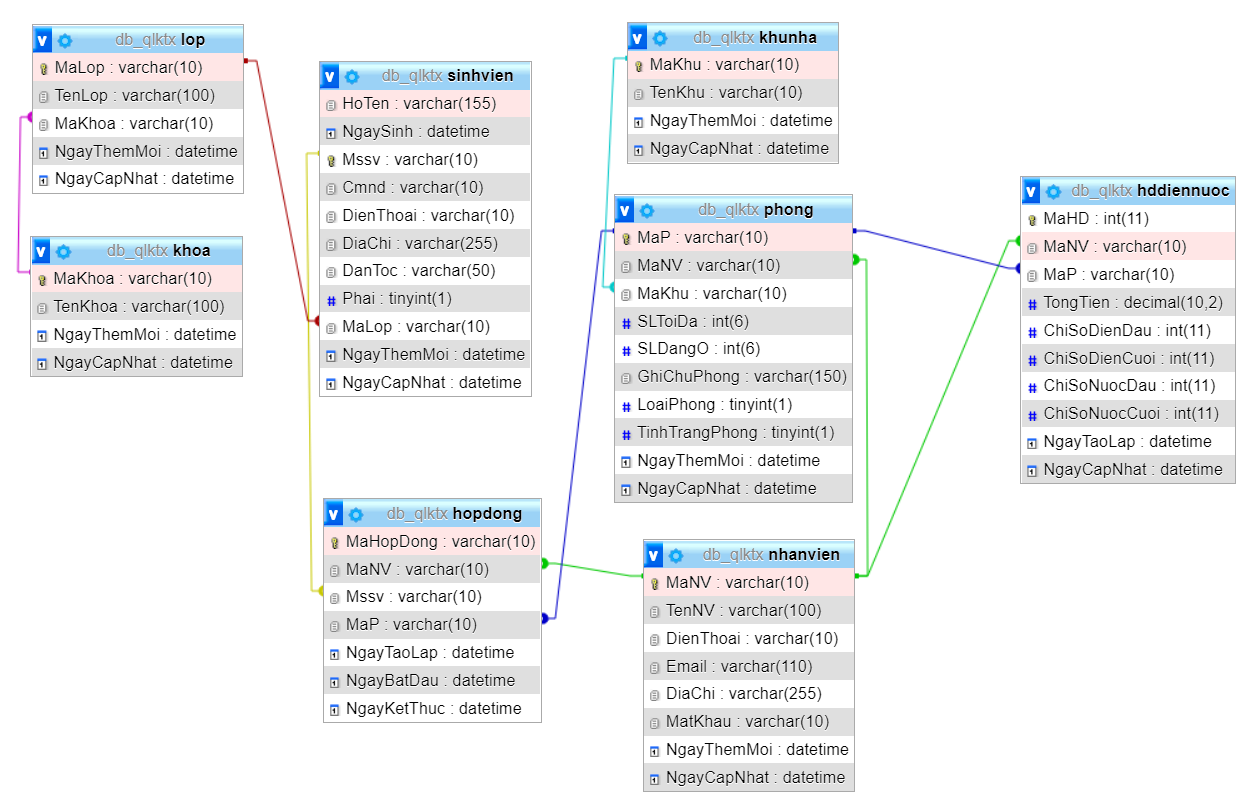 db_qlktx lop
MaLop : varchar(10)
TenLop : varchar(100)
MaKhoa : varchar(10)
NgayThemMoi : datetime
NgayCapNhat : datetime
db_qlktx khoa
MaKhoa : varchar(10)
TenKhoa : varchar(100)
NgayThemMoi : datetime
NgayCapNhat : datetime
db_qlktx sinhvien
HoTen : varchar(155)
NgaySinh : datetime
Mssv : varchar(10)
Cmnd : varchar(10)
DienThoai : varchar(10)
DiaChi : varchar(255)
DanToc : varchar(50)
Phai : tinyint(1)
MaLop : varchar(10)
NgayThemMoi : datetime
NgayCapNhat : datetime
db_qlktx hopdong
MaHopDong : varchar(10)
MaNV : varchar(10)
Mssv : varchar(10)
MaP : varchar(10)
NgayTaoLap : datetime
NgayBatDau : datetime
NgayKetThuc : datetime
db_qlktx khunha
MaKhu : varchar(10)
TenKhu : varchar(10)
NgayThemMoi : datetime
NgayCapNhat : datetime
db_qlktx phong
MaP : varchar(10)
MaNV : varchar(10)
MaKhu : varchar(10)
SLToiDa : int(6)
SLDangO : int(6)
GhiChuPhong : varchar(150)
LoaiPhong : tinyint(1)
TinhTrangPhong : tinyint(1)
NgayThemMoi : datetime
NgayCapNhat : datetime
db_qlktx nhanvien
MaNV : varchar(10)
TenNV : varchar(100)
DienThoai : varchar(10)
Email : varchar(110)
DiaChi : varchar(255)
MatKhau : varchar(10)
NgayThemMoi : datetime
NgayCapNhat : datetime
db_qlktx hddiennuoc
MaHD : int(11)
MaNV : varchar(10)
MaP : varchar(10)
TongTien : decimal(10,2)
ChiSoDienDau : int(11)
ChiSoDienCuoi : int(11)
ChiSoNuocDau : int(11)
ChiSoNuocCuoi : int(11)
NgayTaoLap : datetime
NgayCapNhat : datetime